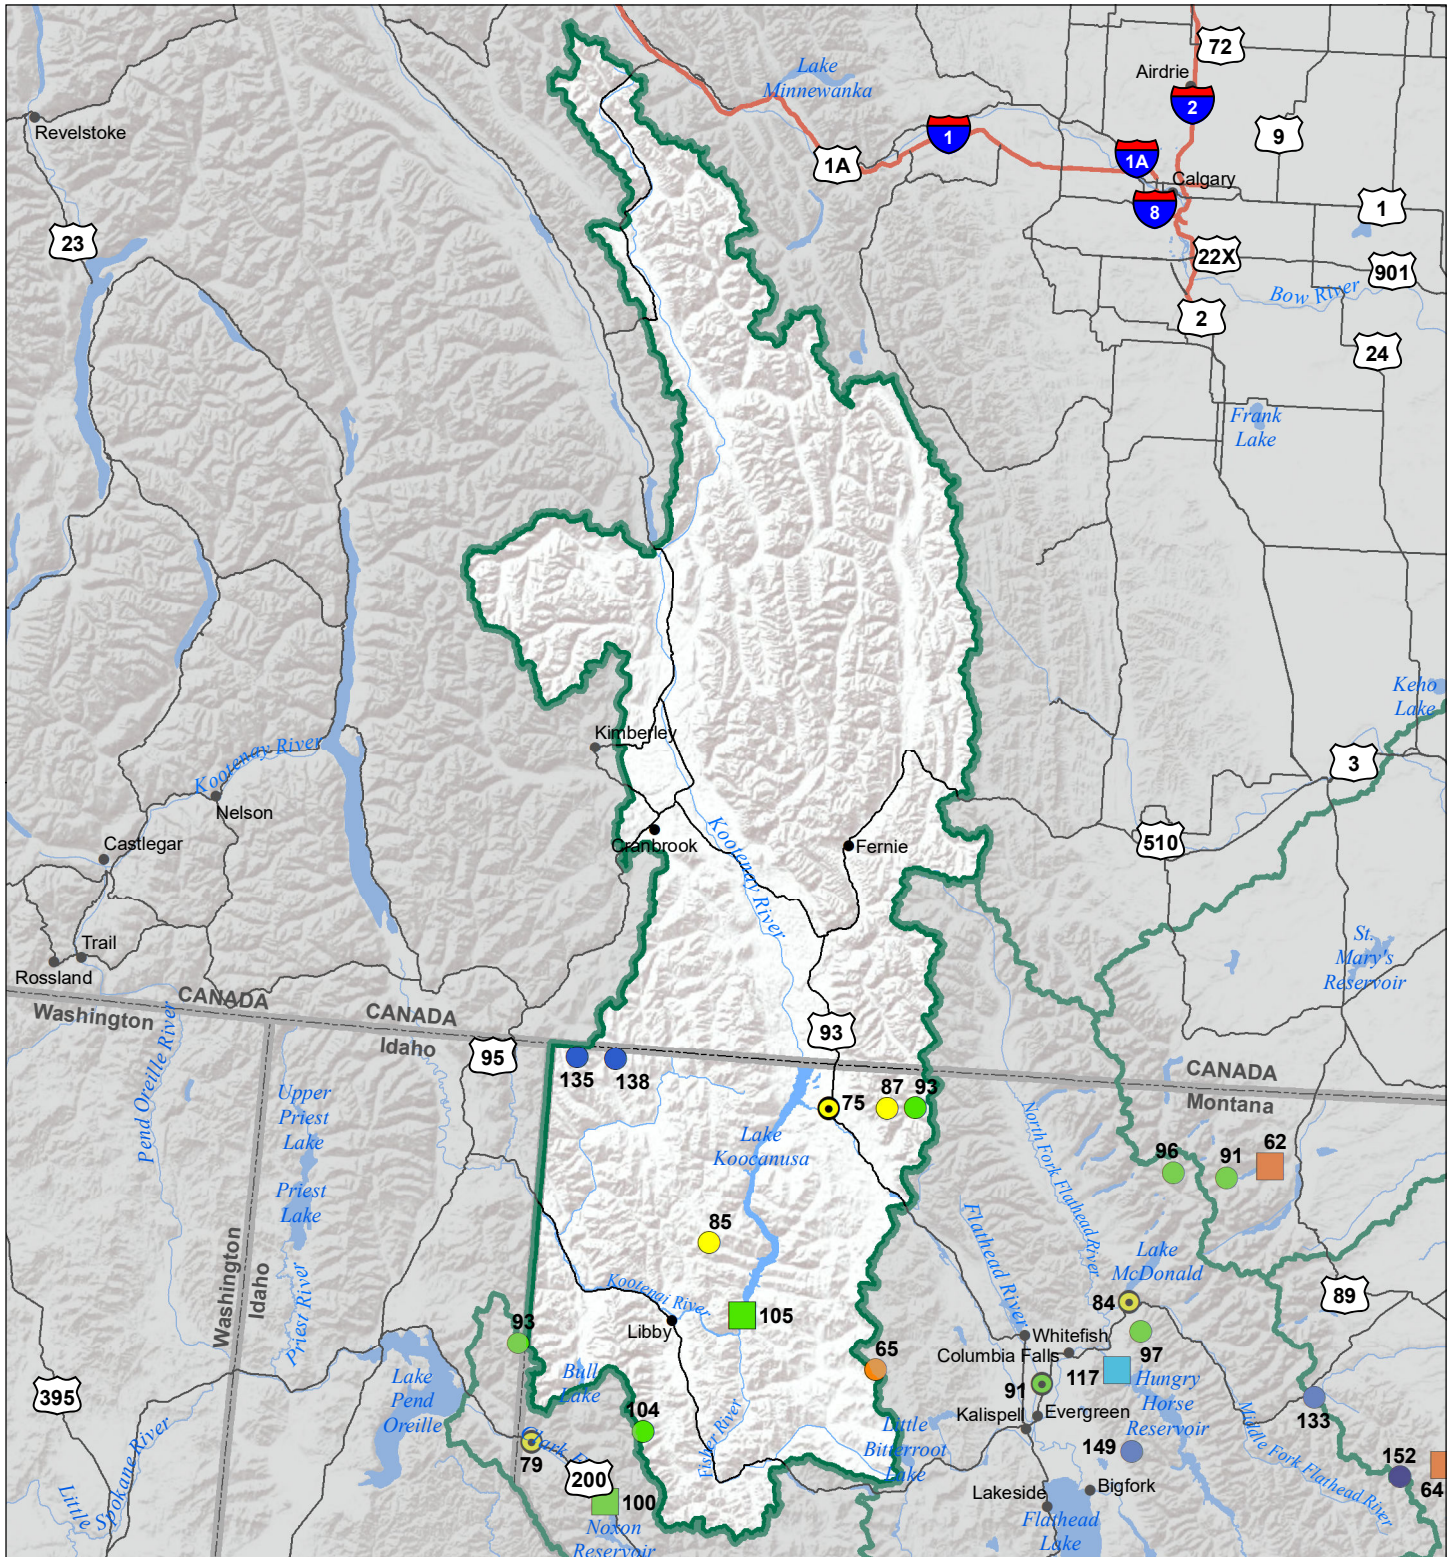 72
Airdrie
Lake
Minnewanka
2
9
Revelstoke
1
1A
1A
Calgary
8
1
23
22X
901
Bow River
2
24
Frank
Lake
Keho
Lake
Kimberley
3
Kootenay River
Nelson
Castlegar
Cranbrook
Kootenay River
Fernie
510
Trail
Rossland
St.
Mary's
Reservoir
CANADA
Washington
CANADA
Idaho
95
93
135
138
CANADA
Montana
Pend Oreille River
Upper
Priest
Lake
Priest
Lake
75
87
93
Lake
Koocanusa
North Fork Flathead River
96
91
62
Washington
Idaho
Priest River
85
Flathead River
Lake
McDonald
Kootenai River
105
Libby
84
89
93
Whitefish
Columbia Falls
97
117
Hungry
Horse
Reservoir
65
91
Bull
Lake
Lake
Pend
Oreille
395
Kalispell
Evergreen
133
104
Fisher River
Little
Bitterroot
Lake
149
Middle Fork Flathead River
152
64
79
200
100
Noxon
Reservoir
Little
Spokane River
Lakeside
Bigfork
Flathead
Lake